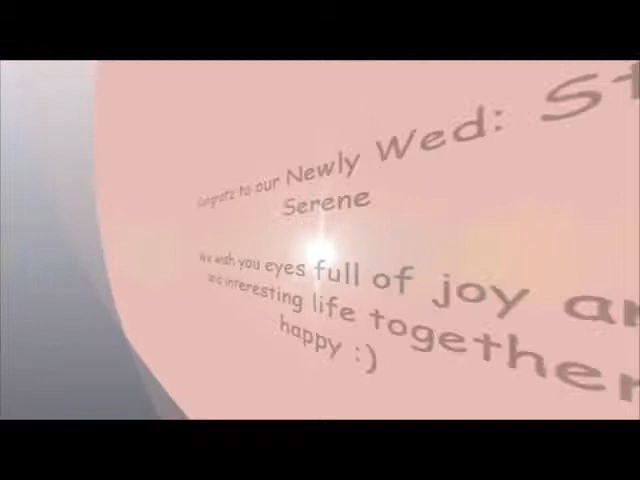 Congratz to our Newly Wed: St
Serene
We wish you eyes full of joy an
and interesting life together
happy :)